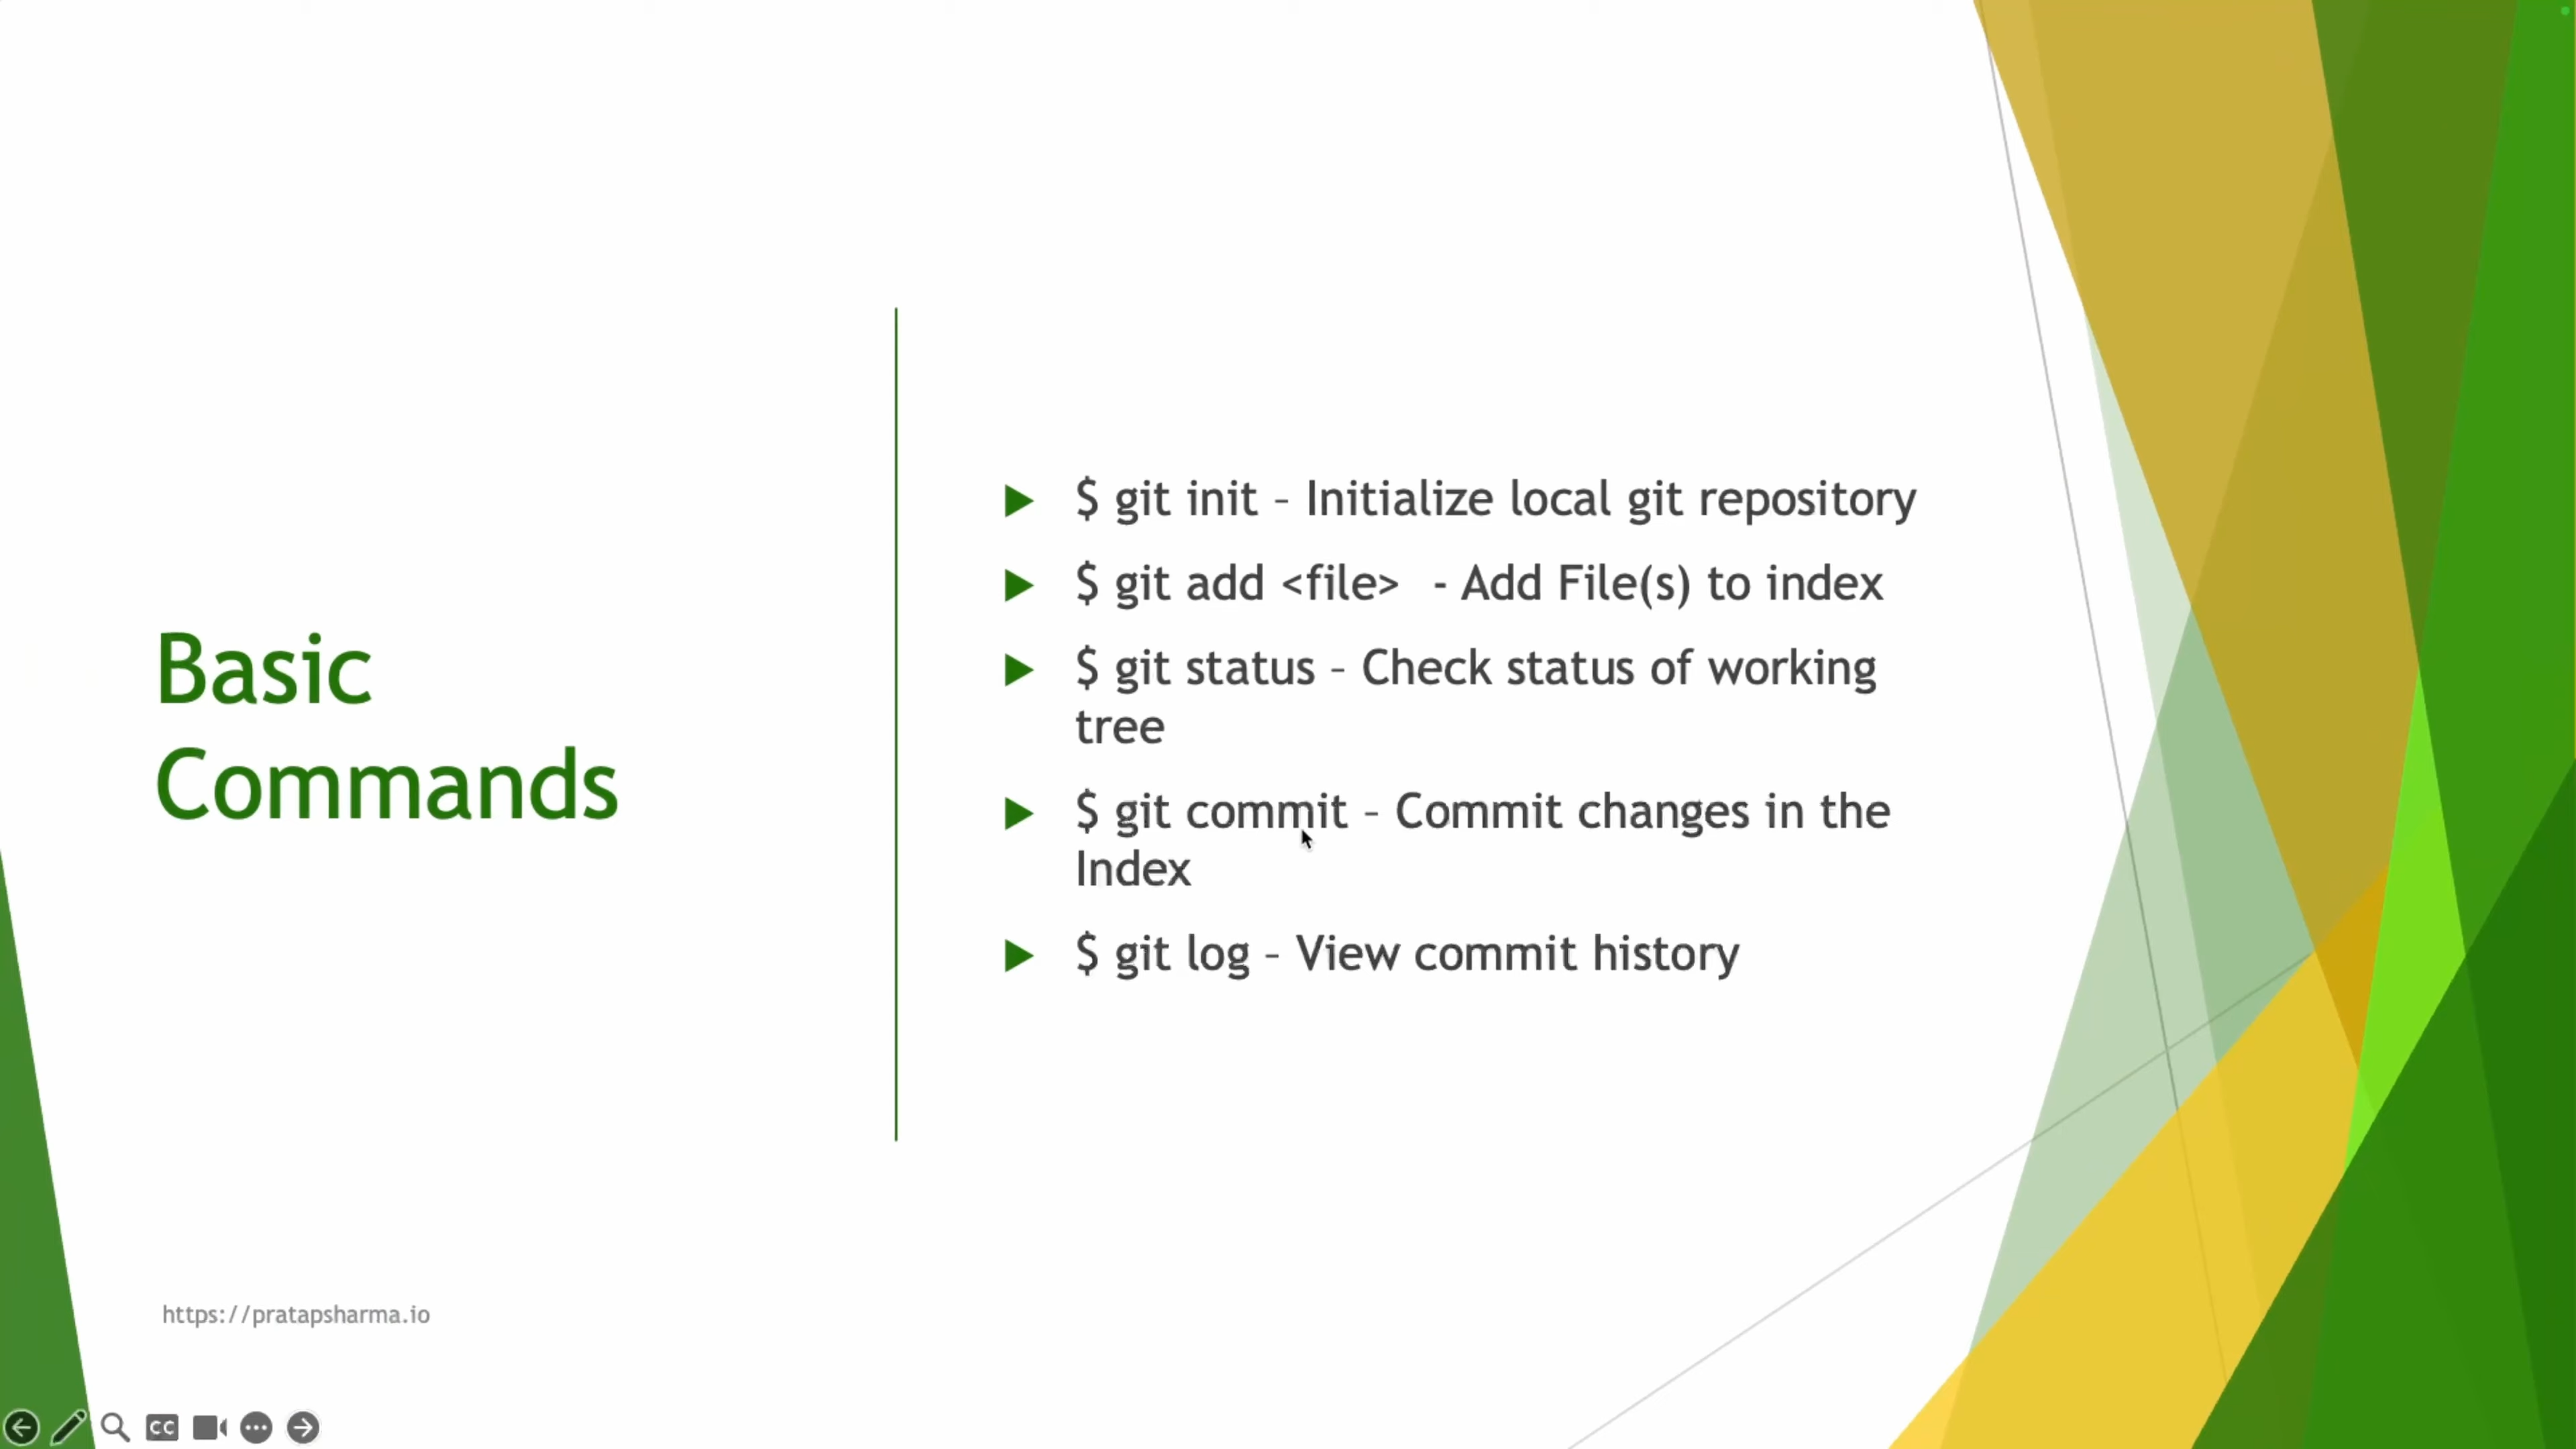 Basic
Commands
$ git init – Initialize local git repository
$ git add <file>  - Add File(s) to index
$ git status – Check status of working
tree
$ git commit – Commit changes in the
Index
$ git log – View commit history
https://pratapsharma.io
CC